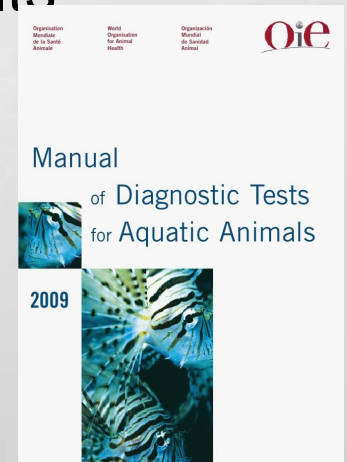 Organisation
Mondiale
de la Santé
Animale
World
Organisation
for Animal
Health
Organización
Mundial
de Sanidad
Animal
Oie
Manual
of Diagnostic Tests
for Aquatic Animals
2009